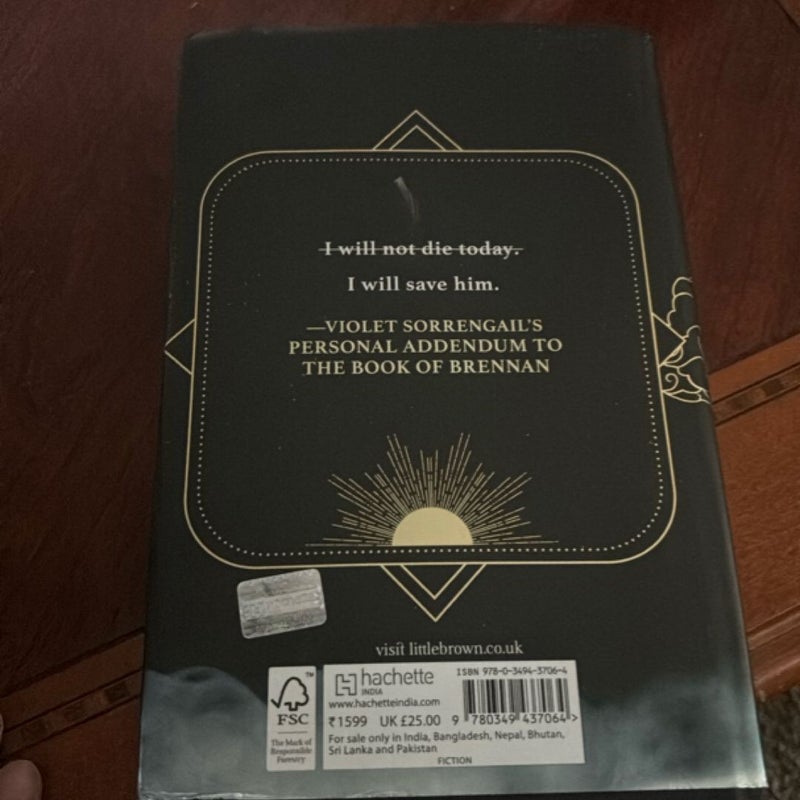 I will not die today.
I will save him.
—VIOLET SORRENGAIL'S
PERSONAL ADDENDUM TO
THE BOOK OF BRENNAN
visit littlebrown.co.uk
FSC
TM
The Mark of
Responsible
Forestry
hachette
INDIA
www.hachetteindia.com
₹1599 UK £25.00
For sale only in India, Bangladesh, Nepal, Bhutan,
Sri Lanka and Pakistan
FICTION
ISBN 978-0-3494-3706-4
9 780349 437064 >